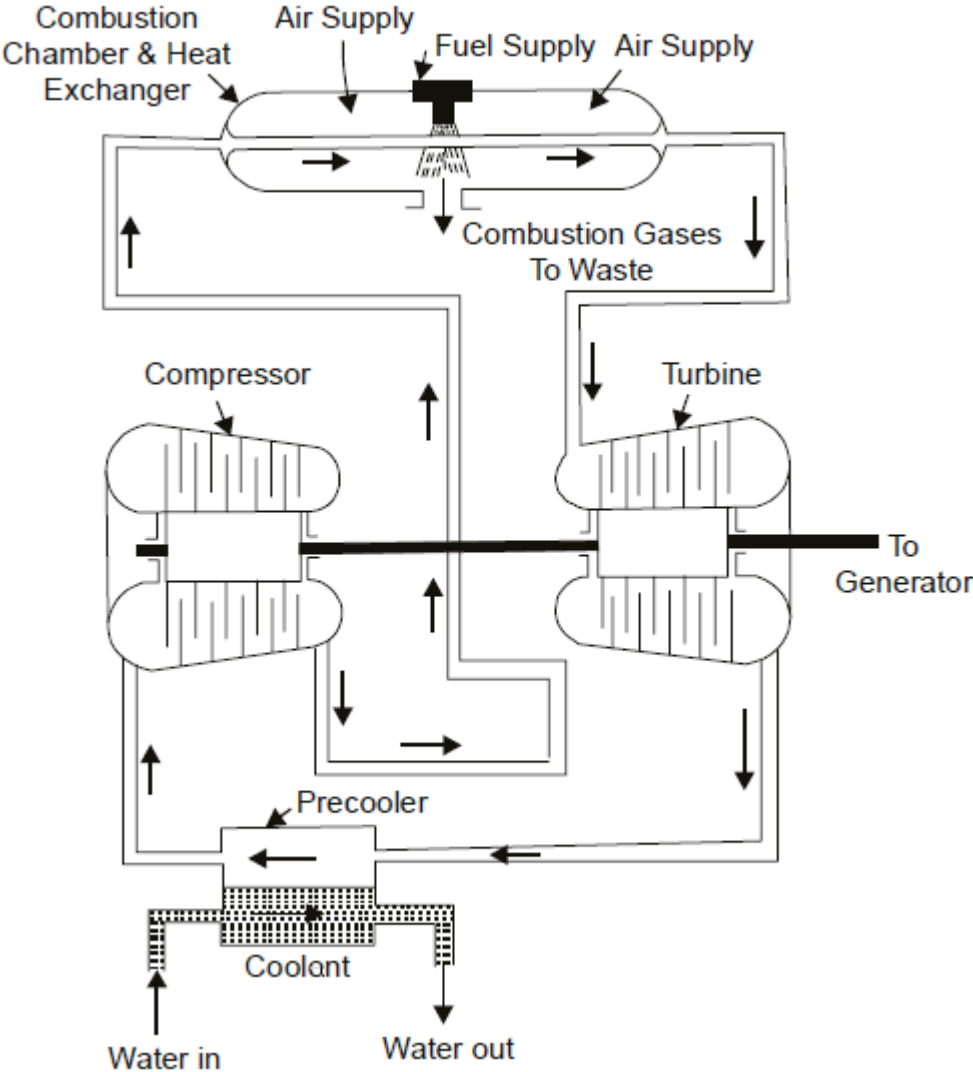 Combustion
Chamber & Heat
Exchanger
Air Supply
Fuel Supply
Air Supply
Combustion Gases
To Waste
Compressor
Turbine
To
Generator
Precooler
Coolant
Water in
Water out